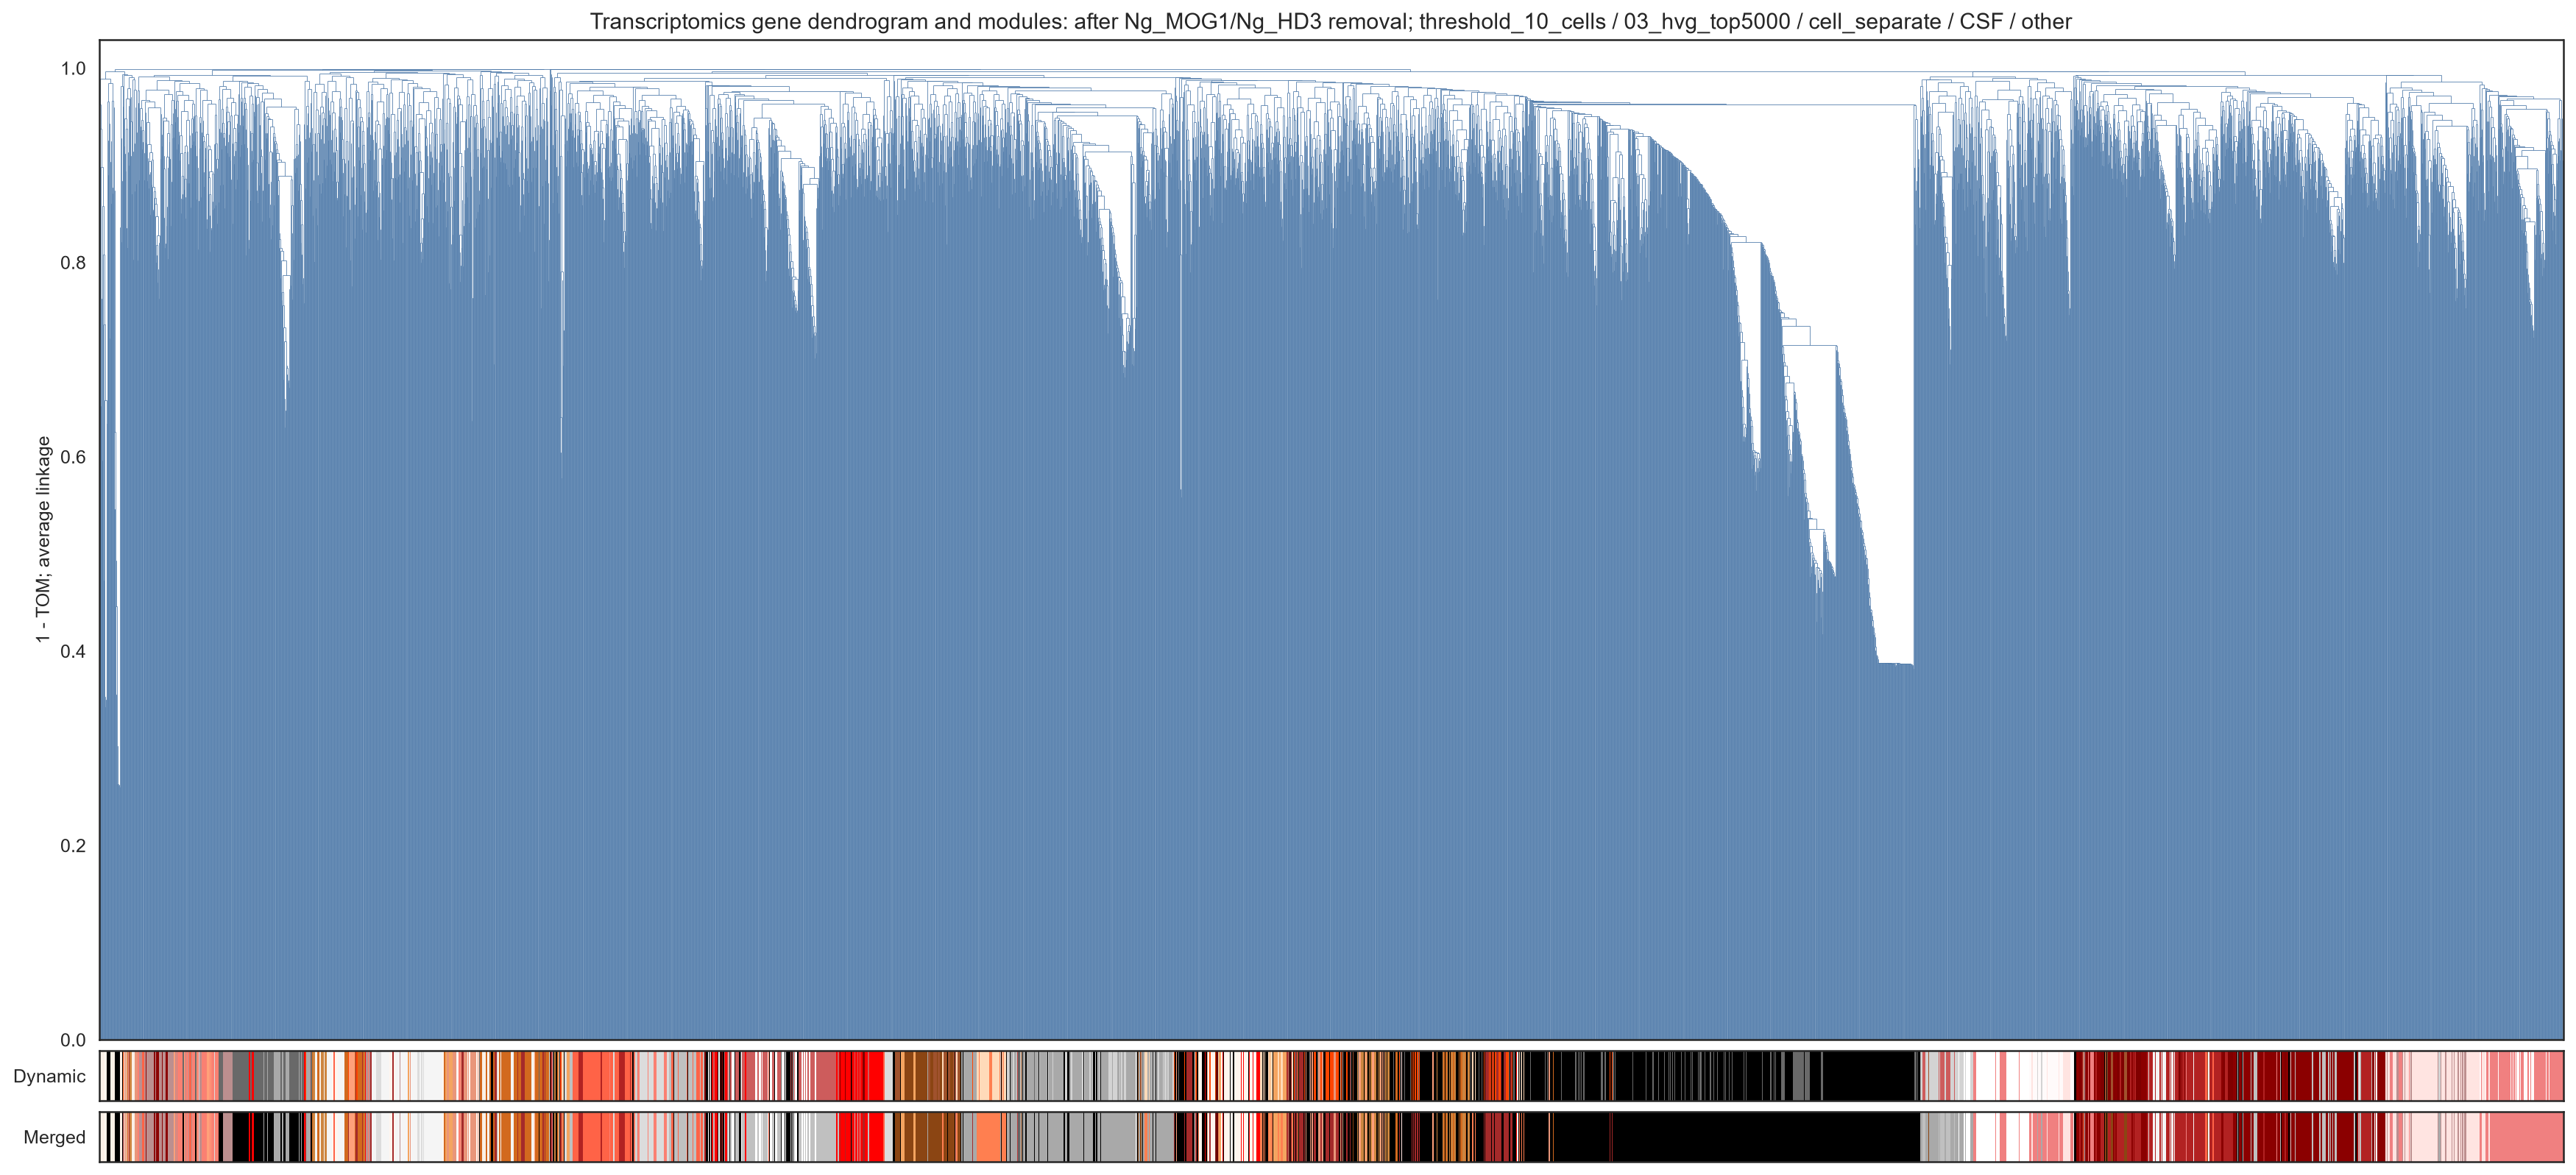 Transcriptomics gene dendrogram and modules: after Ng_MOG1/Ng_HD3 removal; threshold_10_cells / 03_hvg_top5000 / cell_separate / CSF / other
1.0
0.8
0.6
0.4
0.2
0.0
1 - TOM; average linkage
Dynamic
Merged